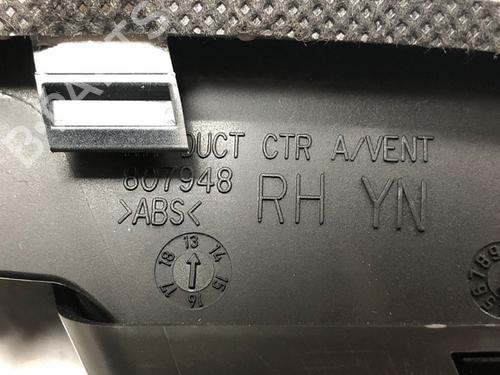 DUCT CTR A/VENT
807948 RH YN
>ABS<
13
14
15
16
17
18